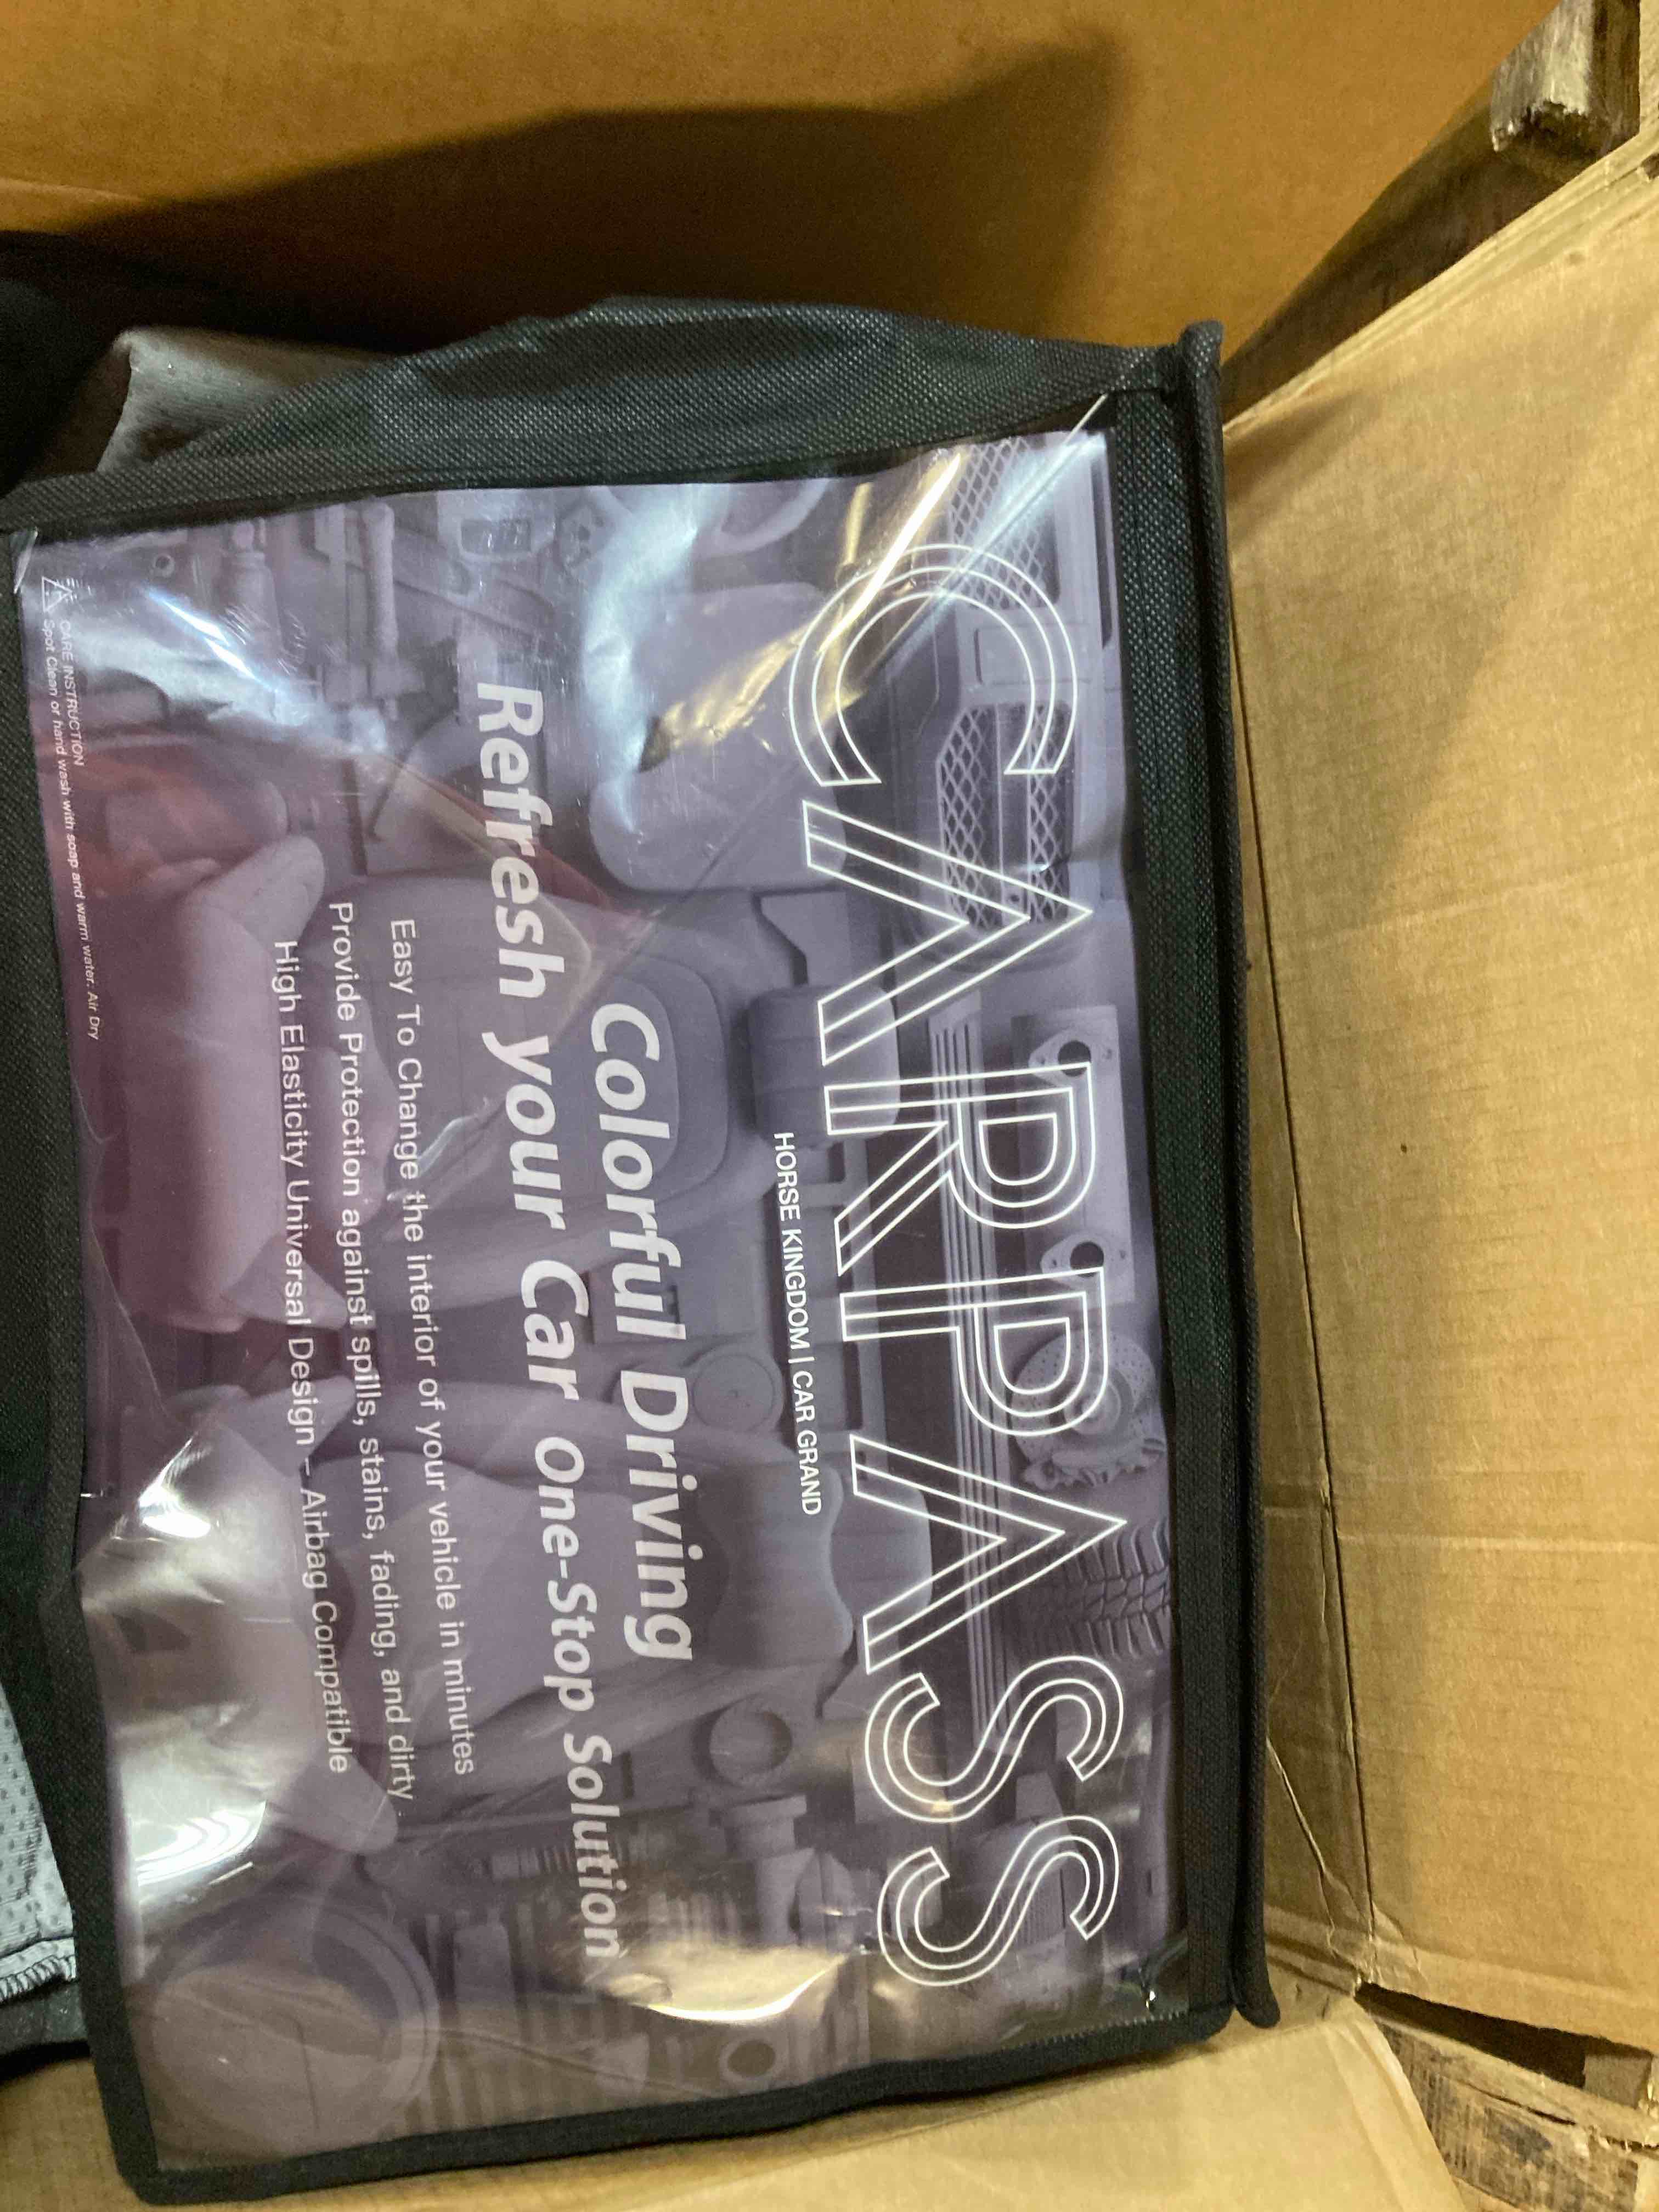 CARPASS
HORSE KINGDOM | CAR GRAND
Colorful Driving
Refresh your Car One-Stop Solution
Easy To Change the interior of your vehicle in minutes
Provide Protection against spills, stains, fading, and dirty.
High Elasticity Universal Design – Airbag Compatible
CARE INSTRUCTION
Spot Clean or hand wash with soap and warm water. Air Dry